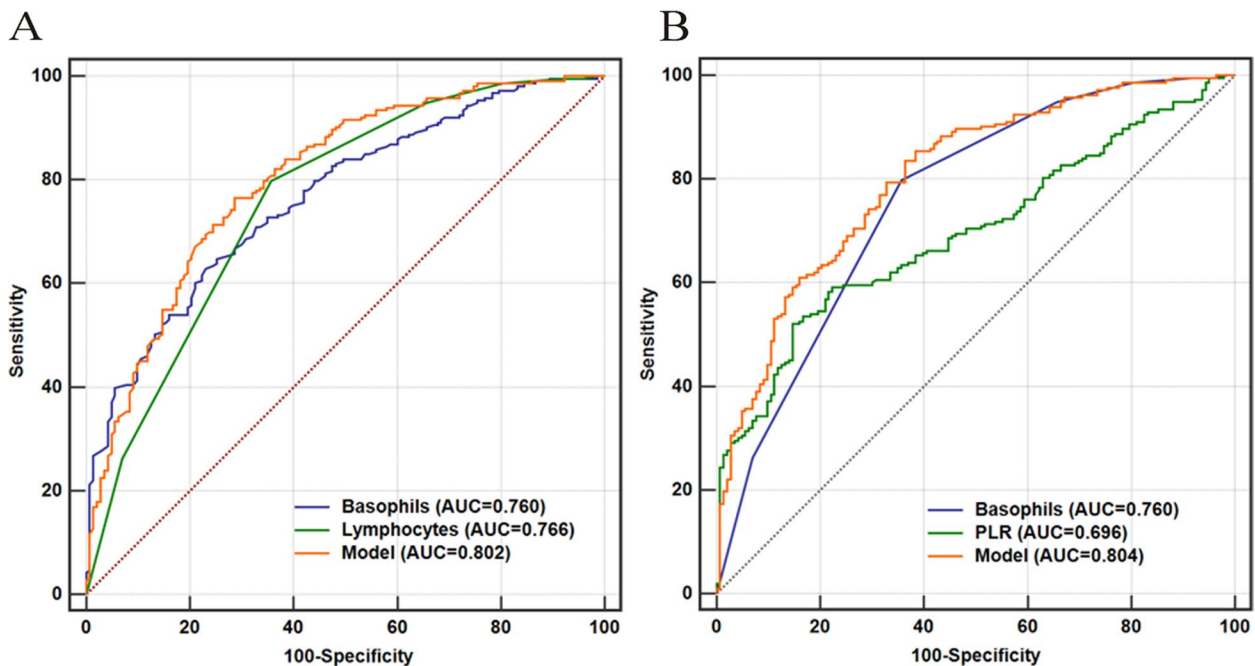 A
B
100
80
60
40
20
0
Sensitivity
Basophils (AUC=0.760)
Lymphocytes (AUC=0.766)
Model (AUC=0.802)
0 20 40 60 80 100
100-Specificity
100
80
60
40
20
0
Sensitivity
Basophils (AUC=0.760)
PLR (AUC=0.696)
Model (AUC=0.804)
0 20 40 60 80 100
100-Specificity